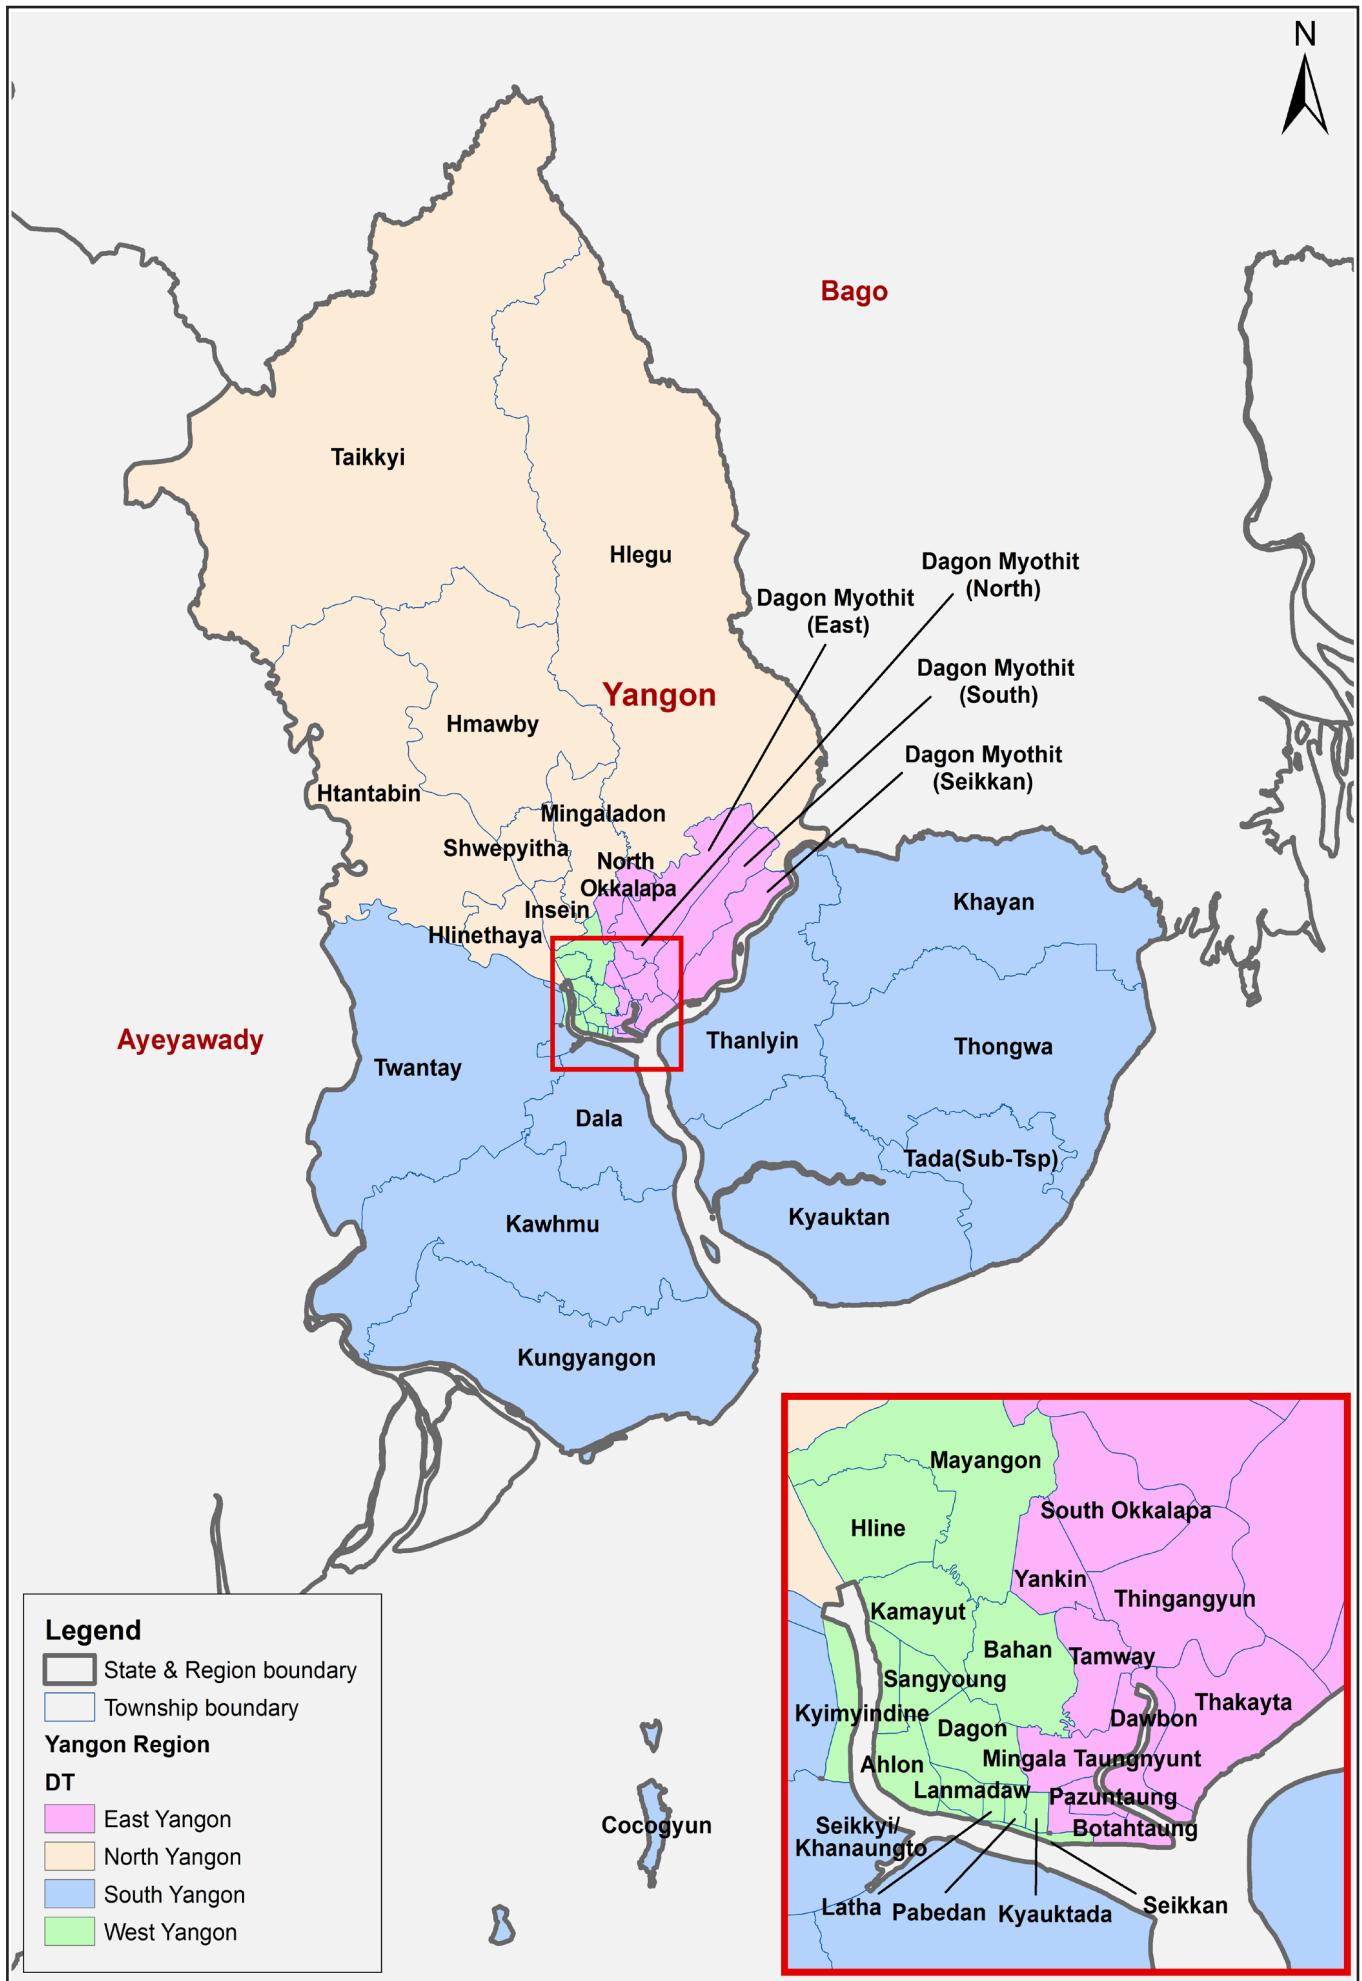 N
Bago
Taikkyi
Hlegu
Dagon Myothit
(North)
Dagon Myothit
(East)
Dagon Myothit
(South)
Yangon
Hmawby
Dagon Myothit
(Seikkan)
Htantabin
Mingaladon
Shwepyitha
North
Okkalapa
Insein
Khayan
Hlinethaya
Ayeyawady
Thanlyin
Thongwa
Twantay
Dala
Tada(Sub-Tsp)
Kyauktan
Kawhmu
Kungyangon
Mayangon
South Okkalapa
Hline
Yankin
Thingangyun
Kamayut
Bahan
Tamway
Sangyoung
Thakayta
Kyimyindine
Dawbon
Dagon
Mingala Taungnyunt
Ahlon
Lanmadaw
Pazuntaung
Seikkyi/
Khanaungto
Botahtaung
Latha
Pabedan
Kyauktada
Seikkan
Cocogyun
Legend
State & Region boundary
Township boundary
Yangon Region
DT
East Yangon
North Yangon
South Yangon
West Yangon